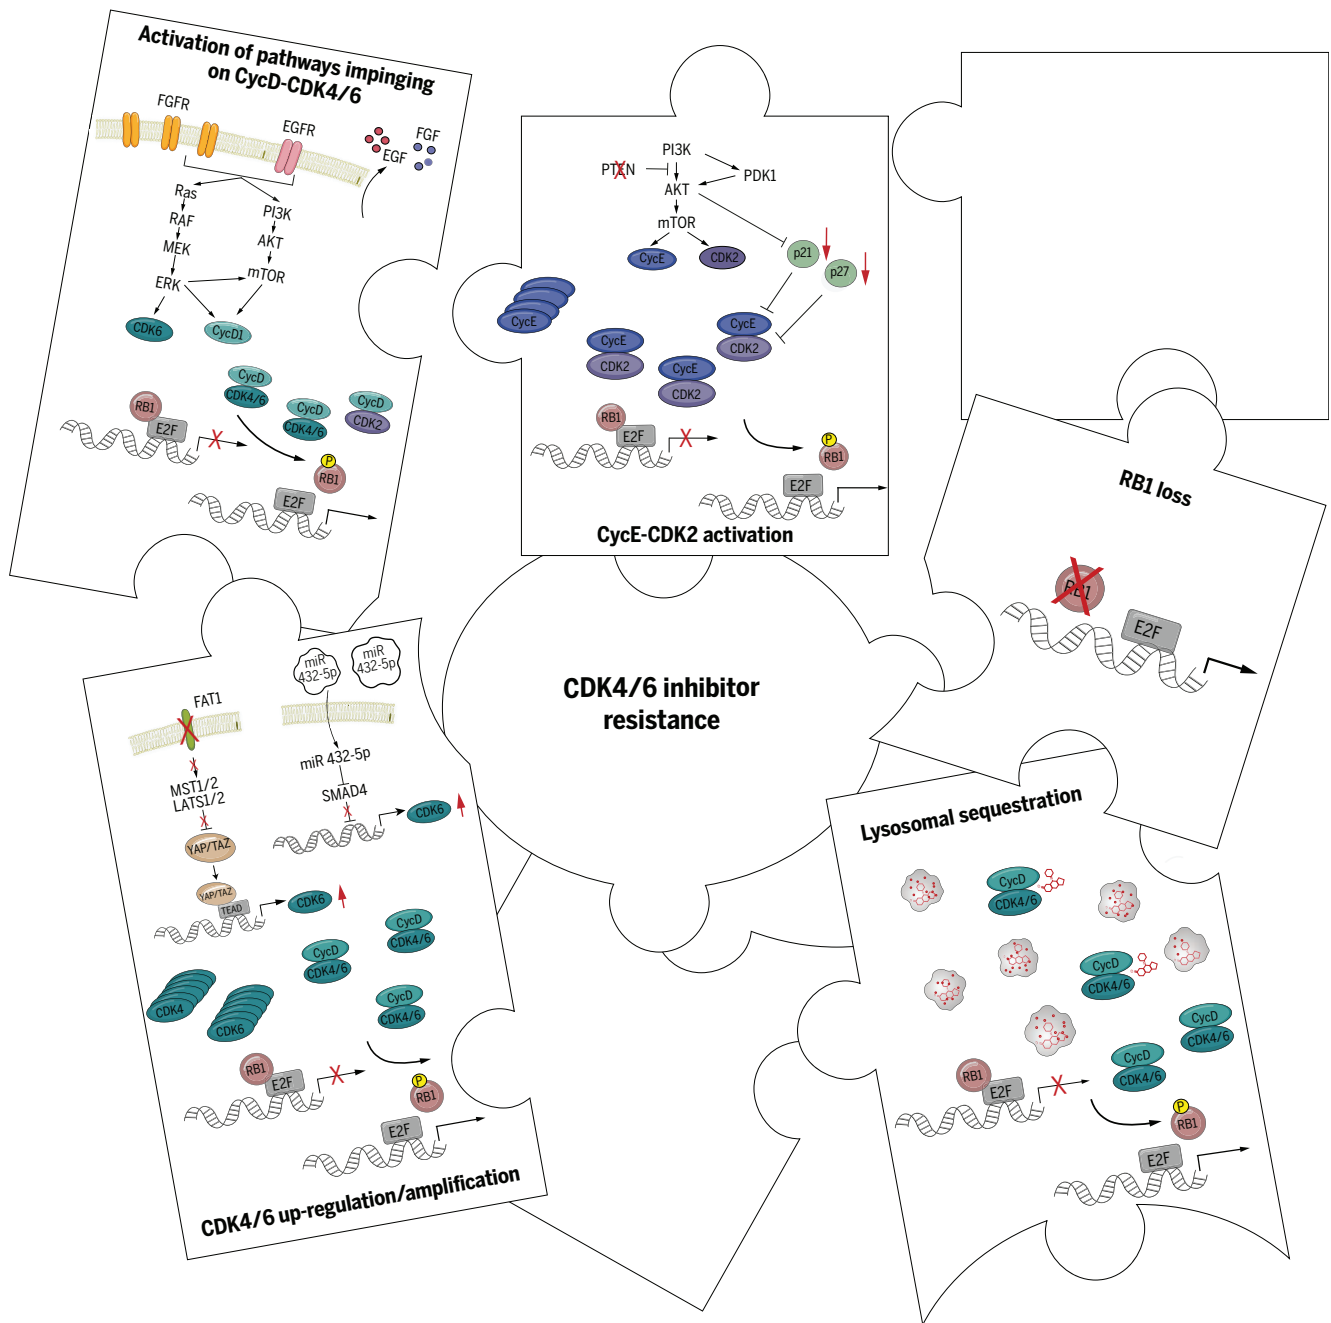 Activation of pathways impinging
on CycD-CDK4/6
FGFR
EGFR
EGF
FGF
Ras
RAF
MEK
ERK
PI3K
AKT
mTOR
CDK6
CycD1
CycD
CDK4/6
CycD
CDK4/6
CycD
CDK2
RB1
E2F
P
RB1
E2F
PI3K
PTEN
AKT
PDK1
mTOR
CycE
CDK2
p21
p27
CycE
CycE
CDK2
CycE
CDK2
CycE
CDK2
RB1
E2F
P
RB1
E2F
CycE-CDK2 activation
RB1 loss
RB1
E2F
CDK4/6 inhibitor
resistance
miR
432-5p
miR
432-5p
FAT1
miR 432-5p
MST1/2
LATS1/2
SMAD4
CDK6
YAP/TAZ
YAP/TAZ
TEAD
CDK6
CycD
CDK4/6
CycD
CDK4/6
CycD
CDK4/6
CDK4
CDK6
RB1
E2F
P
RB1
E2F
CDK4/6 up-regulation/amplification
Lysosomal sequestration
CycD
CDK4/6
CycD
CDK4/6
CycD
CDK4/6
CycD
CDK4/6
RB1
E2F
P
RB1
E2F